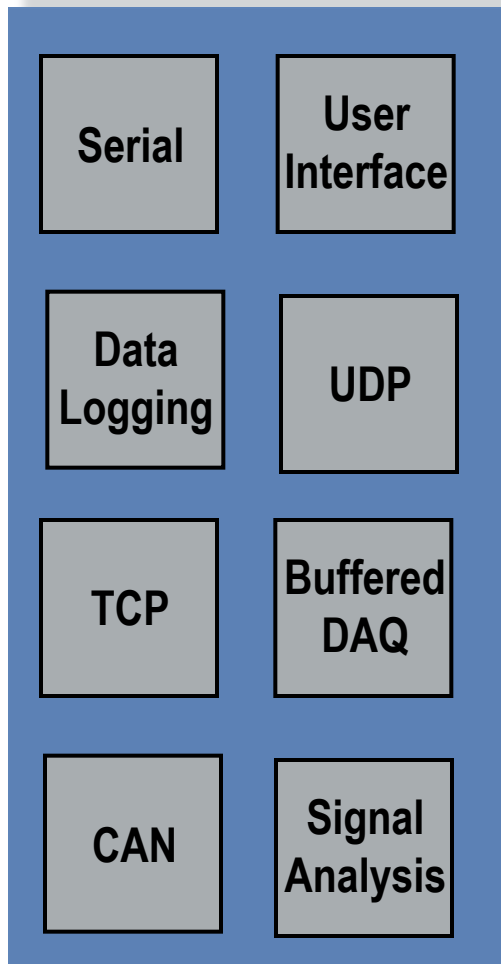 Serial
User
Interface
Data
Logging
UDP
TCP
Buffered
DAQ
CAN
Signal
Analysis